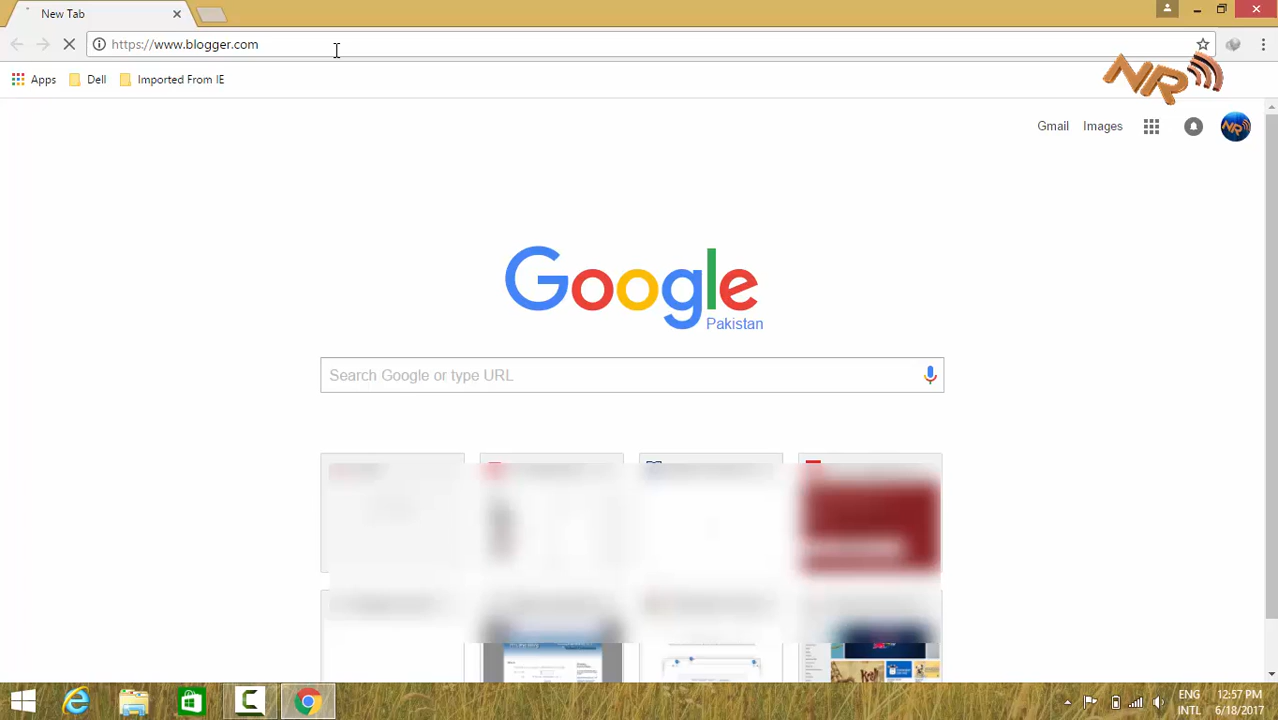 New Tab
https://www.blogger.com
Apps Dell Imported From IE
NR
Gmail Images
NR
Google
Pakistan
Search Google or type URL
ENG 12:57 PM
INTL 6/18/2017